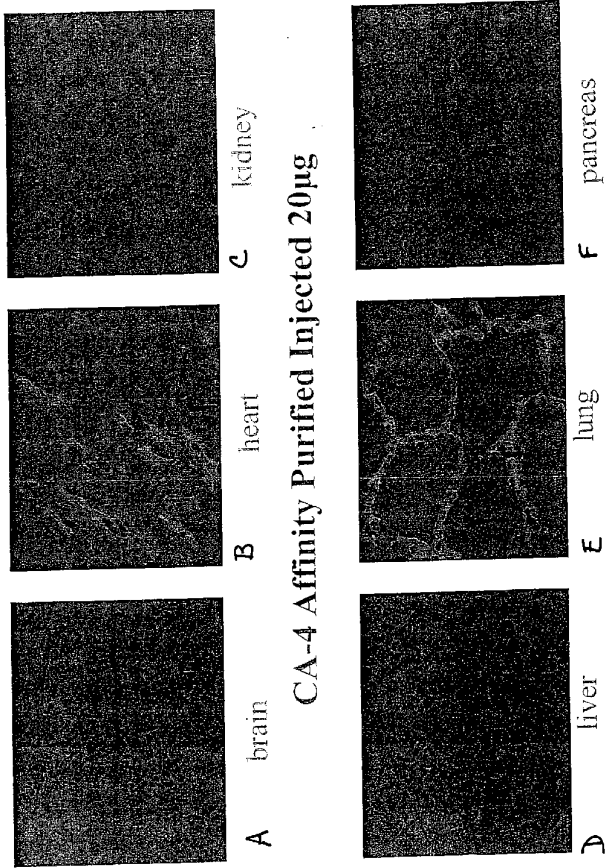 A brain
B heart
C kidney
CA-4 Affinity Purified Injected 20µg
D liver
E lung
F pancreas